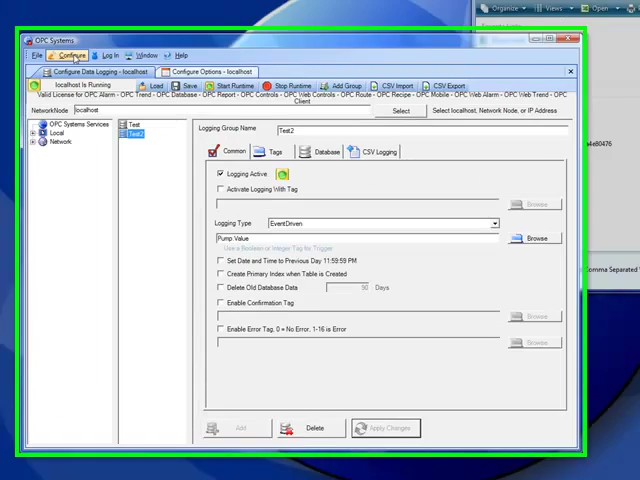 Organize
Views
Open
OPC Systems
File Configure Log In Window Help
Configure Data Logging - localhost Configure Options - localhost
localhost Is Running Load Save Start Runtime Stop Runtime Add Group CSV Import CSV Export
Valid License for OPC Alarm - OPC Trend - OPC Database - OPC Report - OPC Controls - OPC Web Controls - OPC Route - OPC Recipe - OPC Mobile - OPC Web Alarm - OPC Web Trend - OPC Client
NetworkNode localhost Select Select localhost, Network Node, or IP Address
OPC Systems Services
Local
Network
Test
Test2
Logging Group Name Test2
Common Tags Database CSV Logging
Logging Active
Activate Logging With Tag
Browse
Logging Type EventDriven
Pump.Value Browse
Use a Boolean or Integer Tag for Trigger
Set Date and Time to Previous Day 11:59:59 PM
Create Primary Index when Table is Created
Delete Old Database Data 90 Days
Enable Confirmation Tag
Browse
Enable Error Tag, 0 = No Error, 1-16 is Error
Browse
Add Delete Apply Changes
a4e80476
Comma Separated